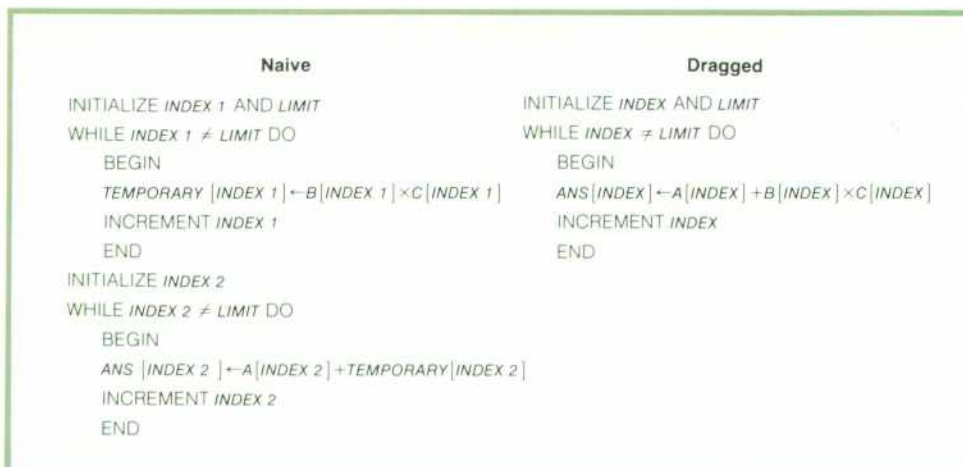 Naive
INITIALIZE INDEX 1 AND LIMIT
WHILE INDEX 1 ≠ LIMIT DO
BEGIN
TEMPORARY [INDEX 1]←B[INDEX 1]×C[INDEX 1]
INCREMENT INDEX 1
END
INITIALIZE INDEX 2
WHILE INDEX 2 ≠ LIMIT DO
BEGIN
ANS [INDEX 2 ]←A[INDEX 2]+TEMPORARY[INDEX 2]
INCREMENT INDEX 2
END
Dragged
INITIALIZE INDEX AND LIMIT
WHILE INDEX ≠ LIMIT DO
BEGIN
ANS[INDEX]←A[INDEX]+B[INDEX]×C[INDEX]
INCREMENT INDEX
END